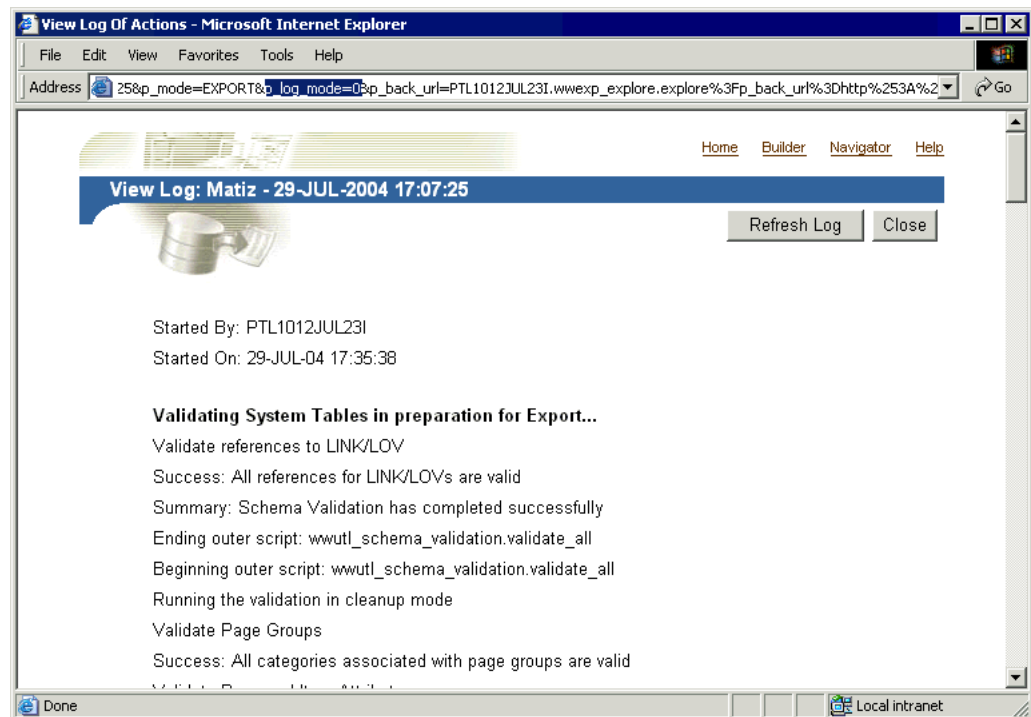 View Log Of Actions - Microsoft Internet Explorer
File Edit View Favorites Tools Help
Address 25&p_mode=EXPORT&p_log_mode=0&p_back_url=PTL1012JUL23I.wwexp_explore.explore%3Fp_back_url%3Dhttp%253A%2 Go
Home Builder Navigator Help
View Log: Matiz - 29-JUL-2004 17:07:25
Refresh Log Close
Started By: PTL1012JUL23I
Started On: 29-JUL-04 17:35:38
Validating System Tables in preparation for Export...
Validate references to LINK/LOV
Success: All references for LINK/LOVs are valid
Summary: Schema Validation has completed successfully
Ending outer script: wwutl_schema_validation.validate_all
Beginning outer script: wwutl_schema_validation.validate_all
Running the validation in cleanup mode
Validate Page Groups
Success: All categories associated with page groups are valid
Done Local intranet